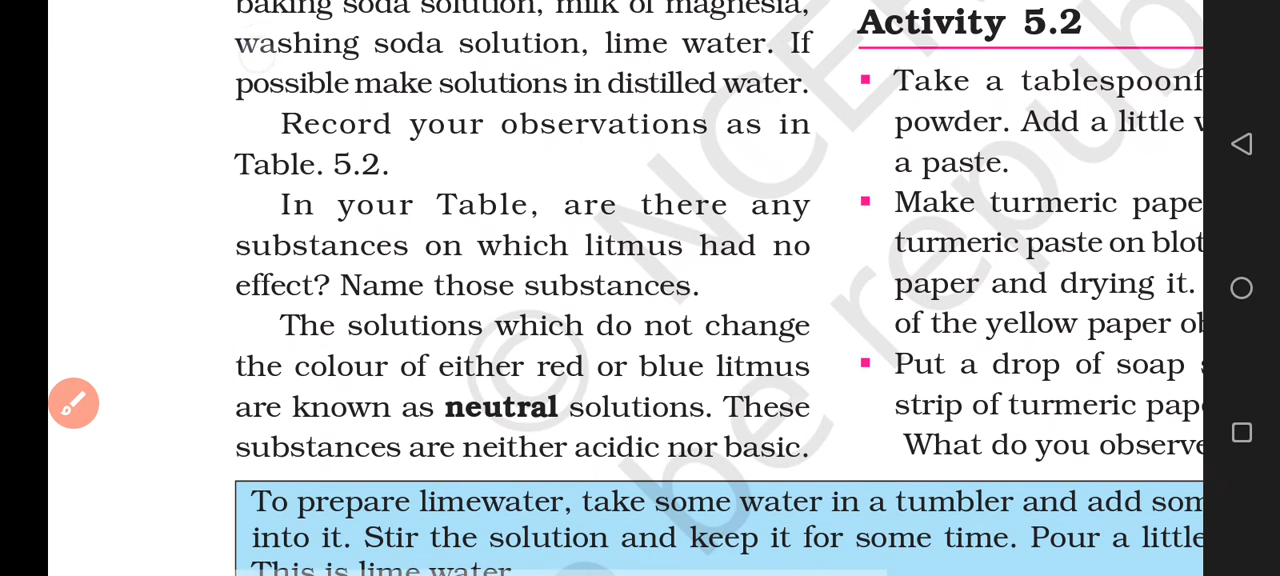 baking soda solution, milk of magnesia,
washing soda solution, lime water. If
possible make solutions in distilled water.
Record your observations as in
Table. 5.2.
In your Table, are there any
substances on which litmus had no
effect? Name those substances.
The solutions which do not change
the colour of either red or blue litmus
are known as neutral solutions. These
substances are neither acidic nor basic.
Activity 5.2
Take a tablespoonf
powder. Add a little
a paste.
Make turmeric pape
turmeric paste on blot
paper and drying it.
of the yellow paper
Put a drop of soap
strip of turmeric pap
What do you observe
To prepare limewater, take some water in a tumbler and add som
into it. Stir the solution and keep it for some time. Pour a little
This is lime water
© NCER
be repub